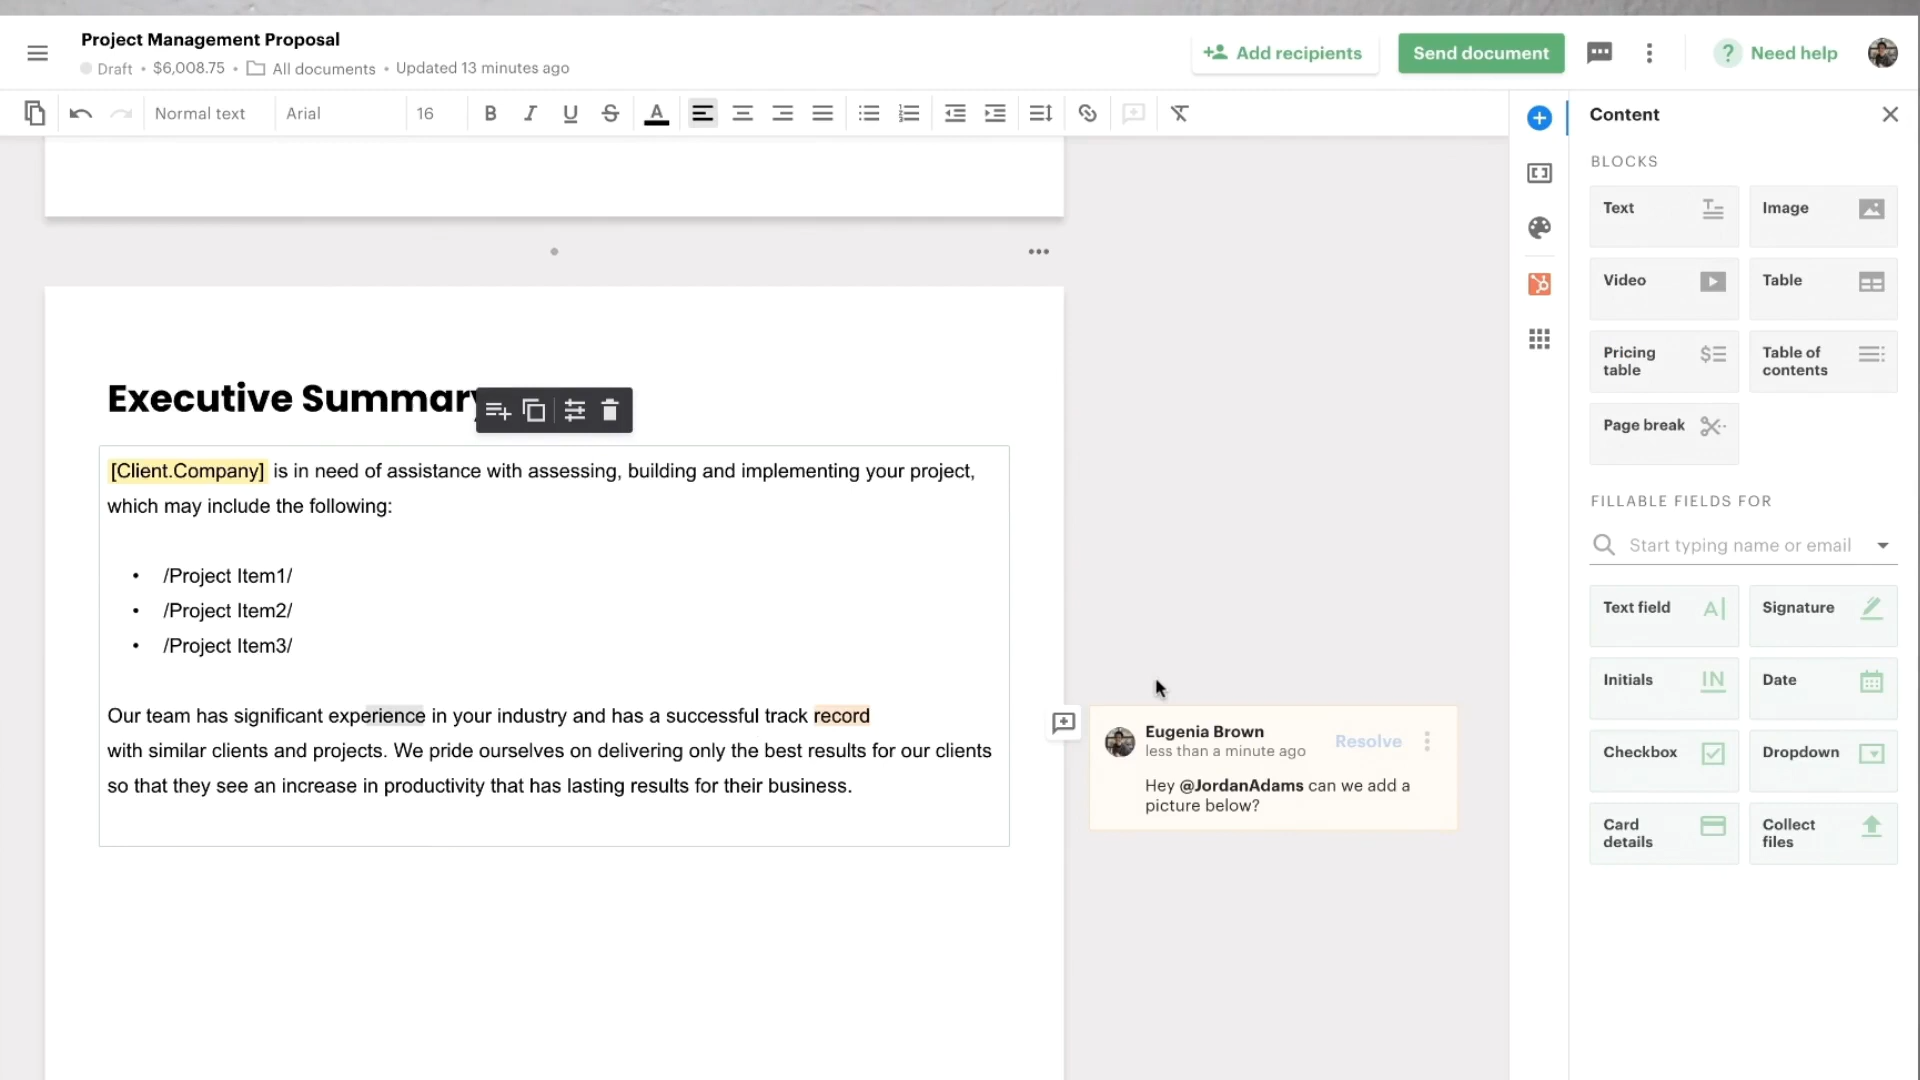 Project Management Proposal
Draft • $6,008.75 • All documents • Updated 13 minutes ago
Add recipients
Send document
? Need help
Normal text
Arial
16
B I U S A
Content
BLOCKS
Text
Image
Video
Table
Pricing table
Table of contents
Page break
FILLABLE FIELDS FOR
Start typing name or email
Text field
Signature
Initials
IN
Date
Checkbox
Dropdown
Card details
Collect files
Executive Summary
[Client.Company] is in need of assistance with assessing, building and implementing your project,
which may include the following:
• /Project Item1/
• /Project Item2/
• /Project Item3/
Our team has significant experience in your industry and has a successful track record
with similar clients and projects. We pride ourselves on delivering only the best results for our clients
so that they see an increase in productivity that has lasting results for their business.
Eugenia Brown
less than a minute ago
Resolve
Hey @JordanAdams can we add a
picture below?